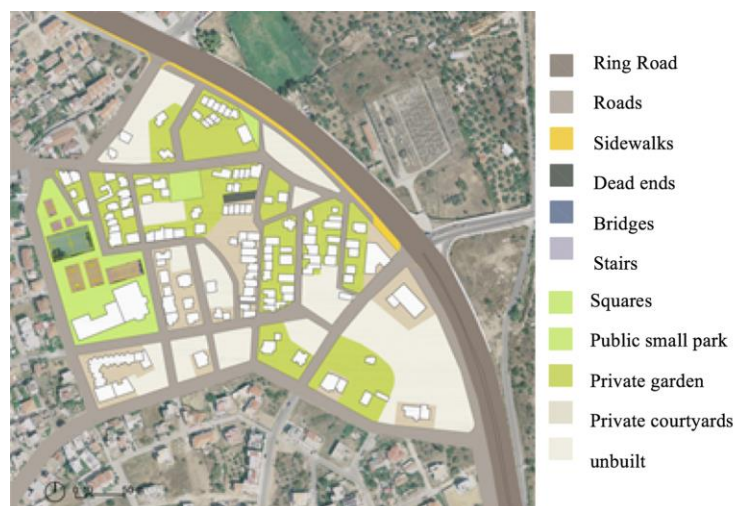 Ring Road
Roads
Sidewalks
Dead ends
Bridges
Stairs
Squares
Public small park
Private garden
Private courtyards
unbuilt